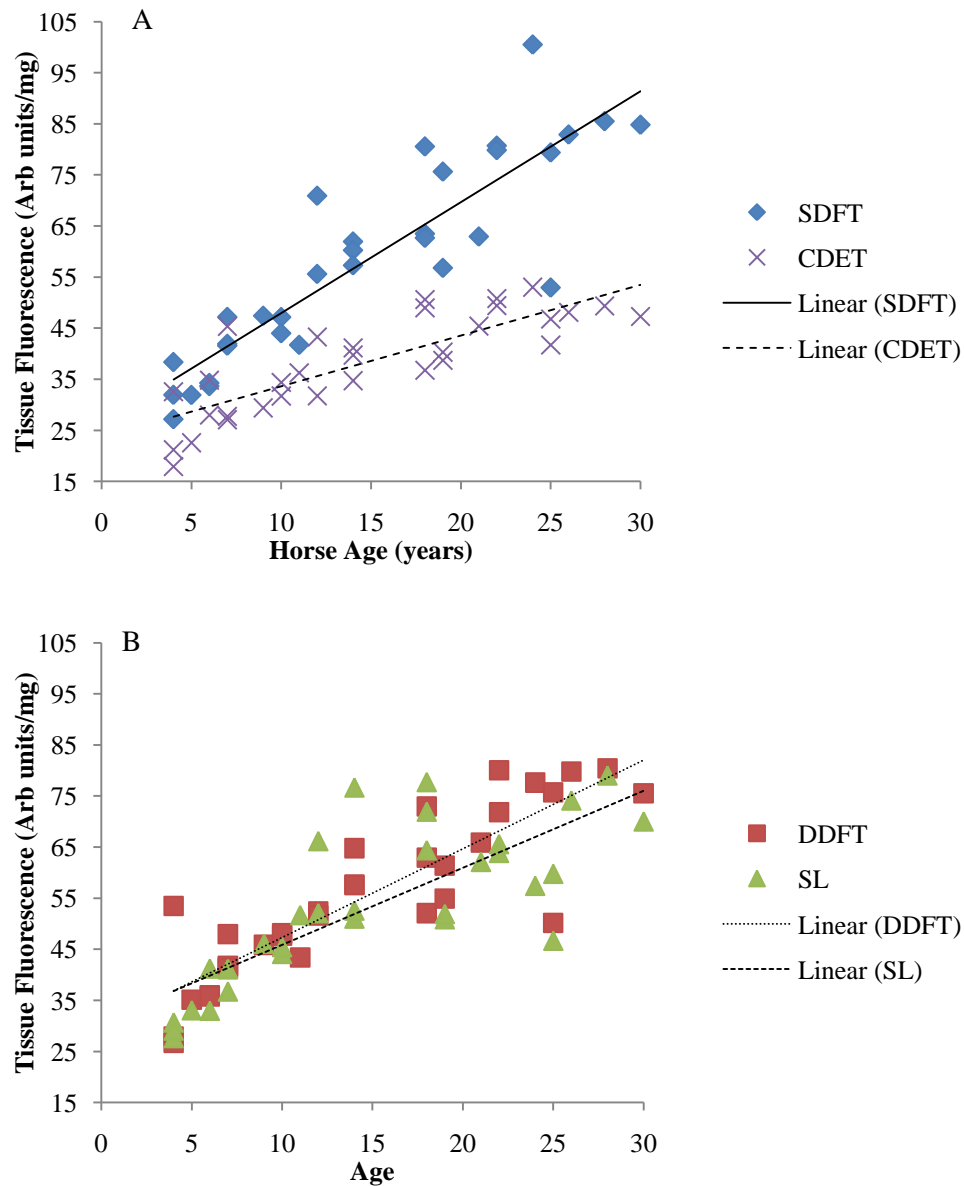 A
Tissue Fluorescence (Arb units/mg)
105
95
85
75
65
55
45
35
25
15
0 5 10 15 20 25 30
Horse Age (years)
SDFT
CDET
Linear (SDFT)
Linear (CDET)
B
Tissue Fluorescence (Arb units/mg)
105
95
85
75
65
55
45
35
25
15
0 5 10 15 20 25 30
Age
DDFT
SL
Linear (DDFT)
Linear (SL)